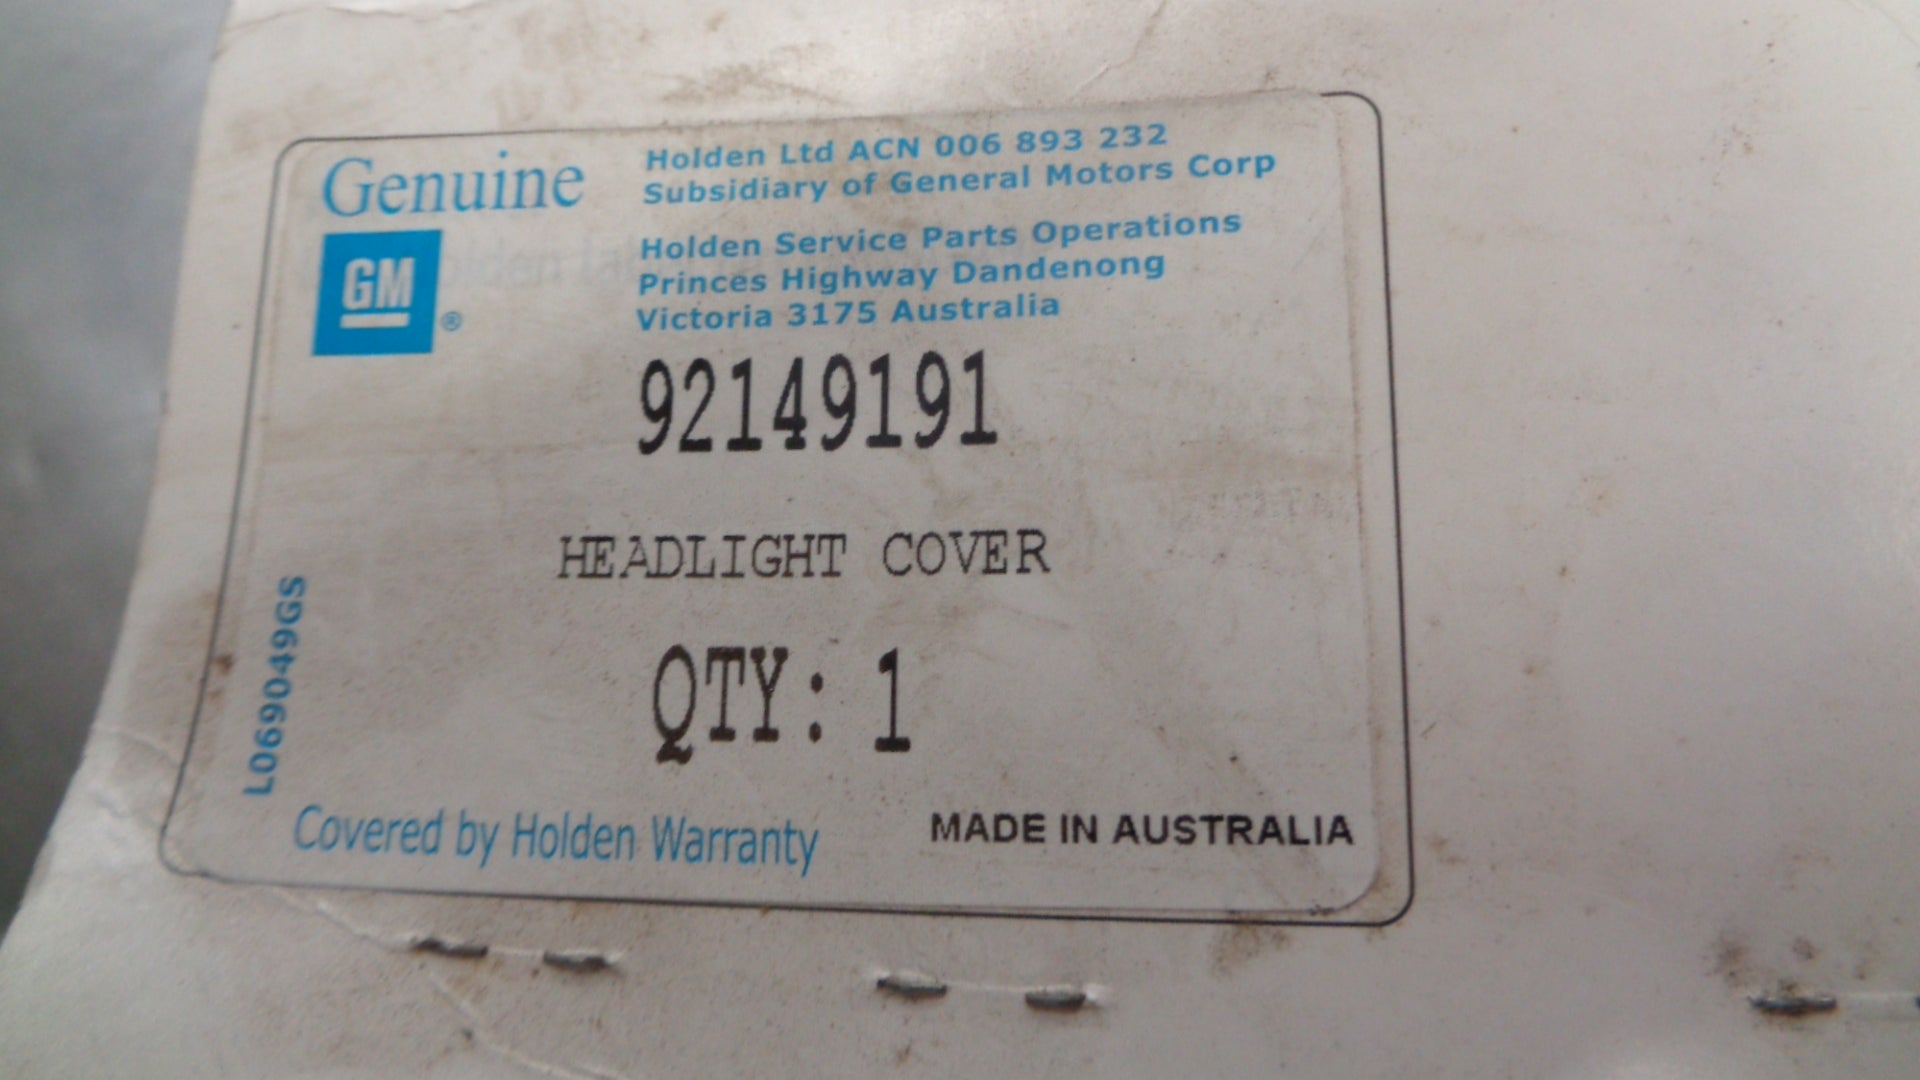 Genuine
GM
®
Holden Ltd ACN 006 893 232
Subsidiary of General Motors Corp
Holden Service Parts Operations
Princes Highway Dandenong
Victoria 3175 Australia
92149191
HEADLIGHT COVER
QTY: 1
L069049GS
Covered by Holden Warranty
MADE IN AUSTRALIA